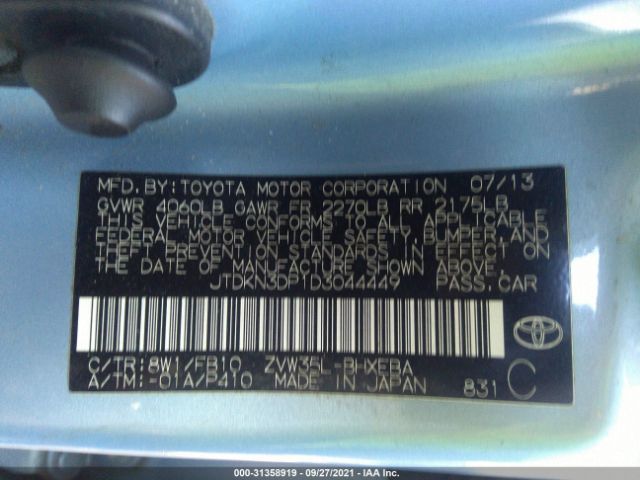 MFD. BY: TOYOTA MOTOR CORPORATION 07/13
GVWR 4060LB GAWR FR 2270LB RR 2175LB
THIS VEHICLE CONFORMS TO ALL APPLICABLE
FEDERAL MOTOR VEHICLE SAFETY, BUMPER, AND
THEFT PREVENTION STANDARDS IN EFFECT ON
THE DATE OF MANUFACTURE SHOWN ABOVE.
JTDKN3DP1D3044449 PASS. CAR
C/TR: 8W1/FB10 ZVW35L-BHXEBA
A/TM: -01A/P410 MADE IN JAPAN 831 C
000-31358919 / 09/27/2021 - IAA Inc.